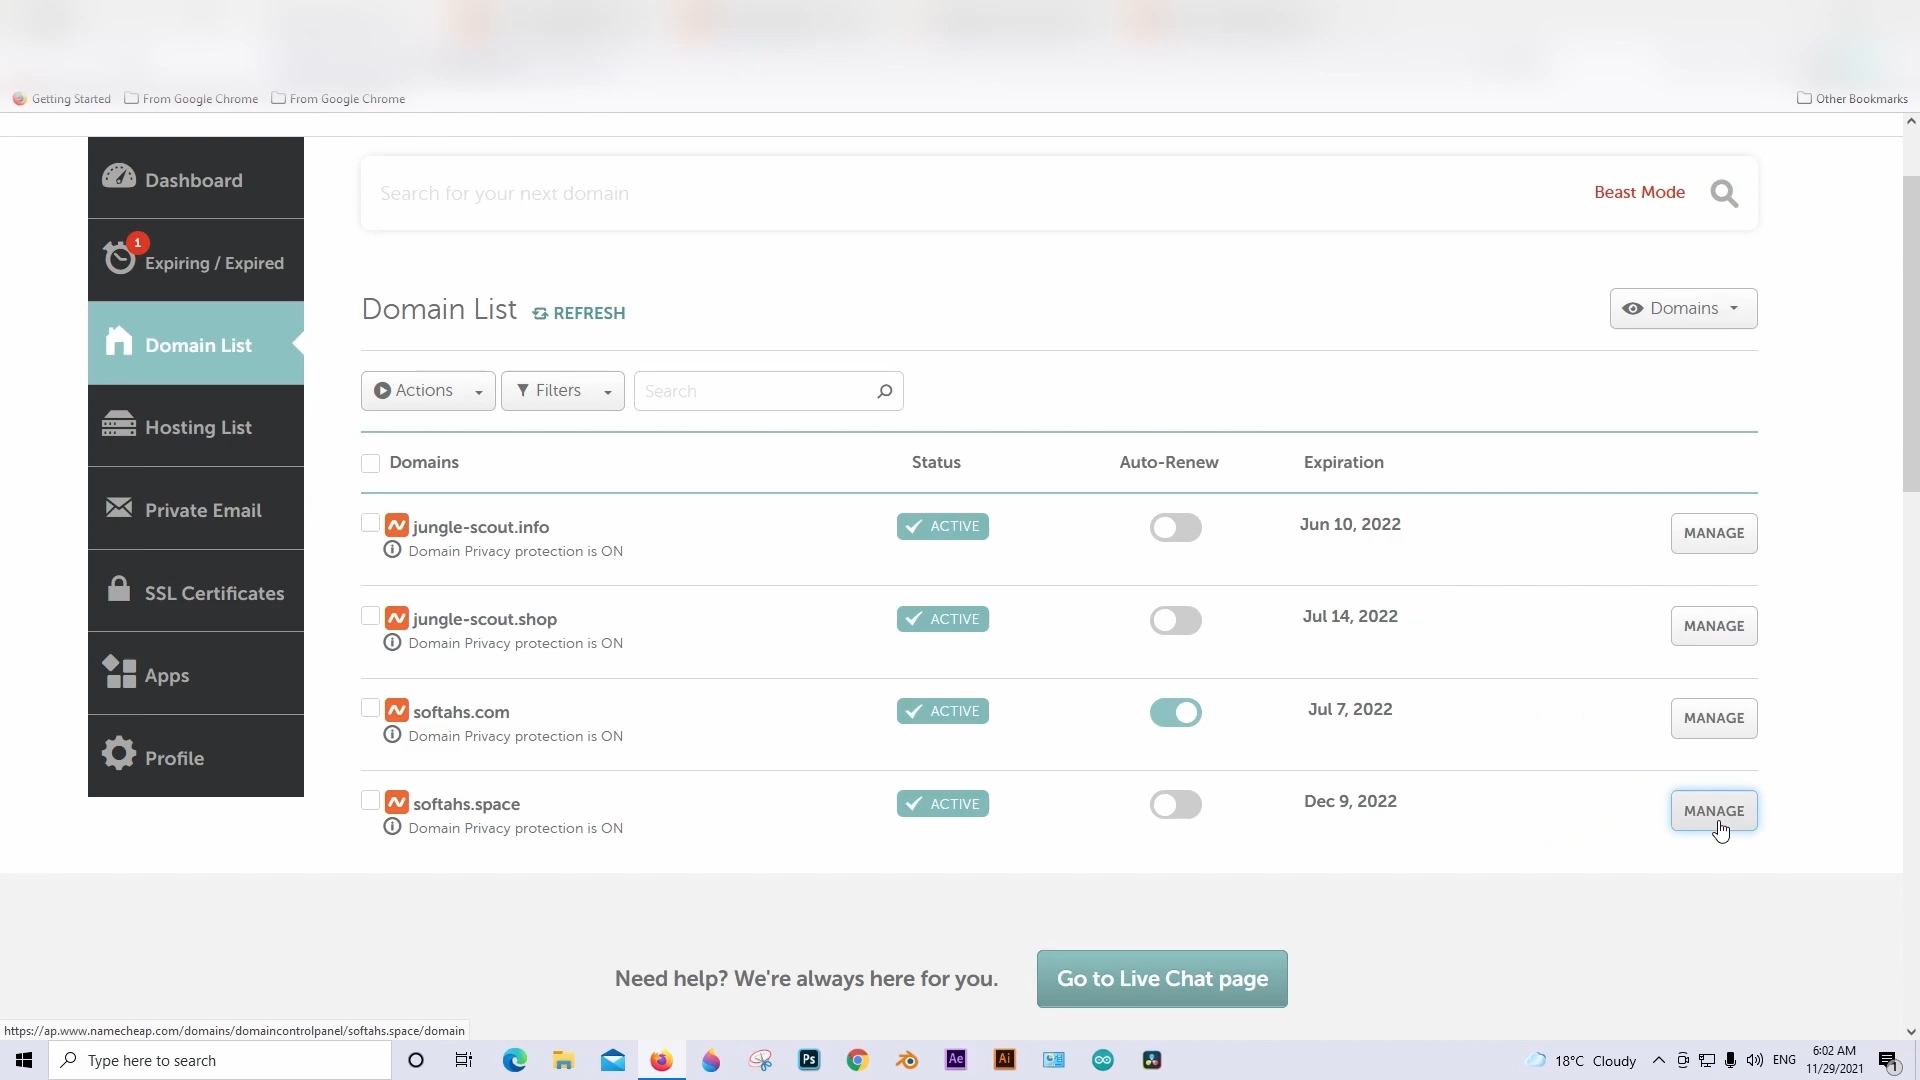 Getting Started From Google Chrome From Google Chrome Other Bookmarks
Dashboard
1
Expiring / Expired
Domain List
Hosting List
Private Email
SSL Certificates
Apps
Profile
Search for your next domain Beast Mode
Domain List REFRESH Domains
Actions Filters Search
Domains Status Auto-Renew Expiration
jungle-scout.info ACTIVE Jun 10, 2022 MANAGE
Domain Privacy protection is ON
jungle-scout.shop ACTIVE Jul 14, 2022 MANAGE
Domain Privacy protection is ON
softahs.com ACTIVE Jul 7, 2022 MANAGE
Domain Privacy protection is ON
softahs.space ACTIVE Dec 9, 2022 MANAGE
Domain Privacy protection is ON
Need help? We're always here for you. Go to Live Chat page
https://ap.www.namecheap.com/domains/domaincontrolpanel/softahs.space/domain
Type here to search Ps Ae Ai 18°C Cloudy ENG 6:02 AM
11/29/2021 1